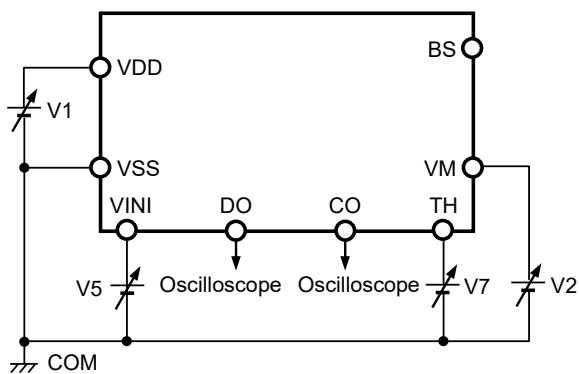 BS
VDD
V1
VSS
VM
VINI
DO
CO
TH
V5
Oscilloscope
Oscilloscope
V7
V2
COM